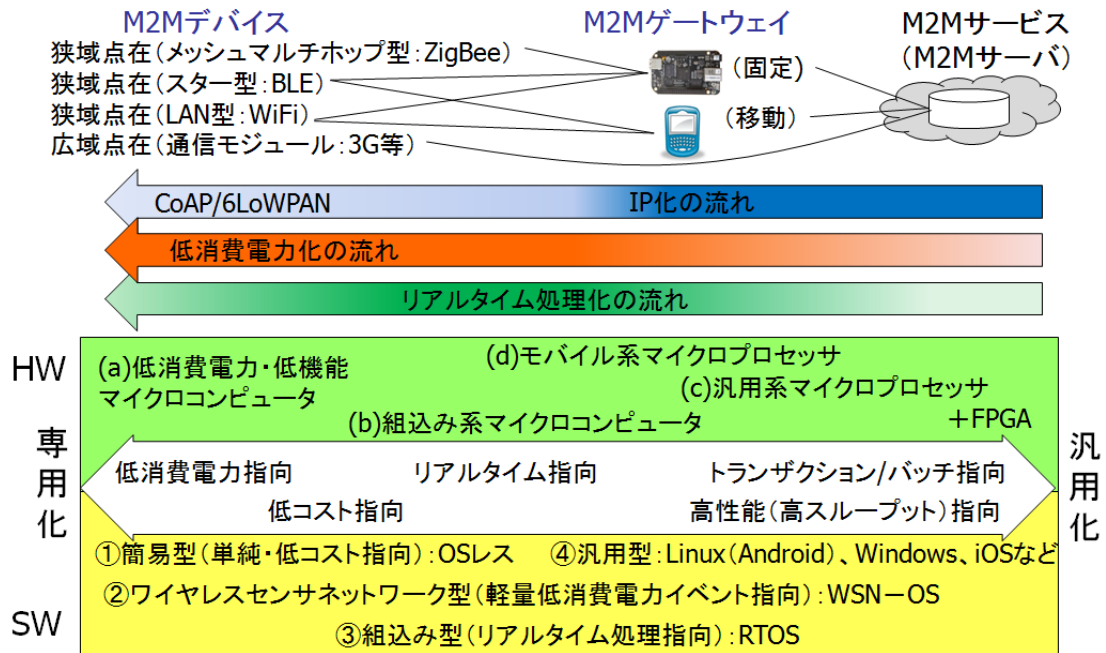 M2Mデバイス
M2Mゲートウェイ
M2Mサービス
(M2Mサーバ)
狭域点在(メッシュマルチホップ型:ZigBee)
狭域点在(スター型:BLE)
狭域点在(LAN型:WiFi)
広域点在(通信モジュール:3G等)
(固定)
(移動)
CoAP/6LoWPAN
IP化の流れ
低消費電力化の流れ
リアルタイム処理化の流れ
HW
(a)低消費電力・低機能
マイクロコンピュータ
(d)モバイル系マイクロプロセッサ
(c)汎用系マイクロプロセッサ
+FPGA
(b)組込み系マイクロコンピュータ
専用化
汎用化
低消費電力指向
リアルタイム指向
トランザクション/バッチ指向
低コスト指向
高性能(高スループット)指向
①簡易型(単純・低コスト指向):OSレス
④汎用型:Linux(Android)、Windows、iOSなど
②ワイヤレスセンサネットワーク型(軽量低消費電力イベント指向):WSN-OS
SW
③組込み型(リアルタイム処理指向):RTOS